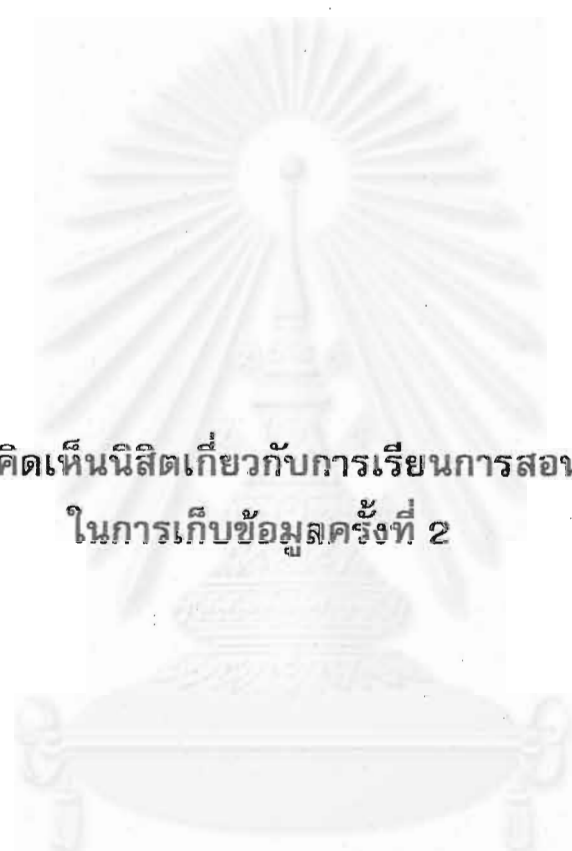 คิดเห็นนิสิตเกี่ยวกับการเรียนการสอน
ในการเก็บข้อมูลครั้งที่ 2